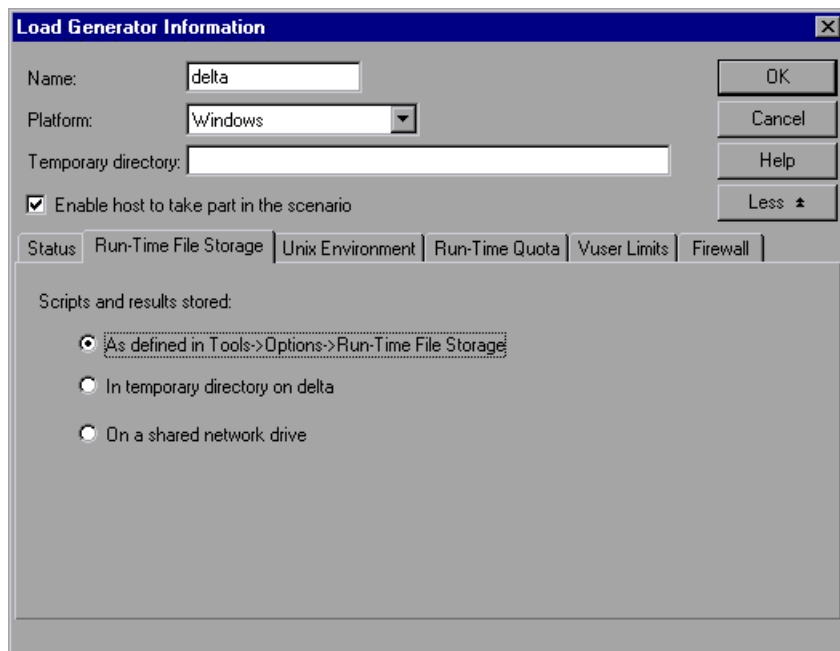 Load Generator Information
Name: delta OK
Platform: Windows Cancel
Temporary directory: Help
Enable host to take part in the scenario Less
Status Run-Time File Storage Unix Environment Run-Time Quota Vuser Limits Firewall
Scripts and results stored:
As defined in Tools->Options->Run-Time File Storage
In temporary directory on delta
On a shared network drive